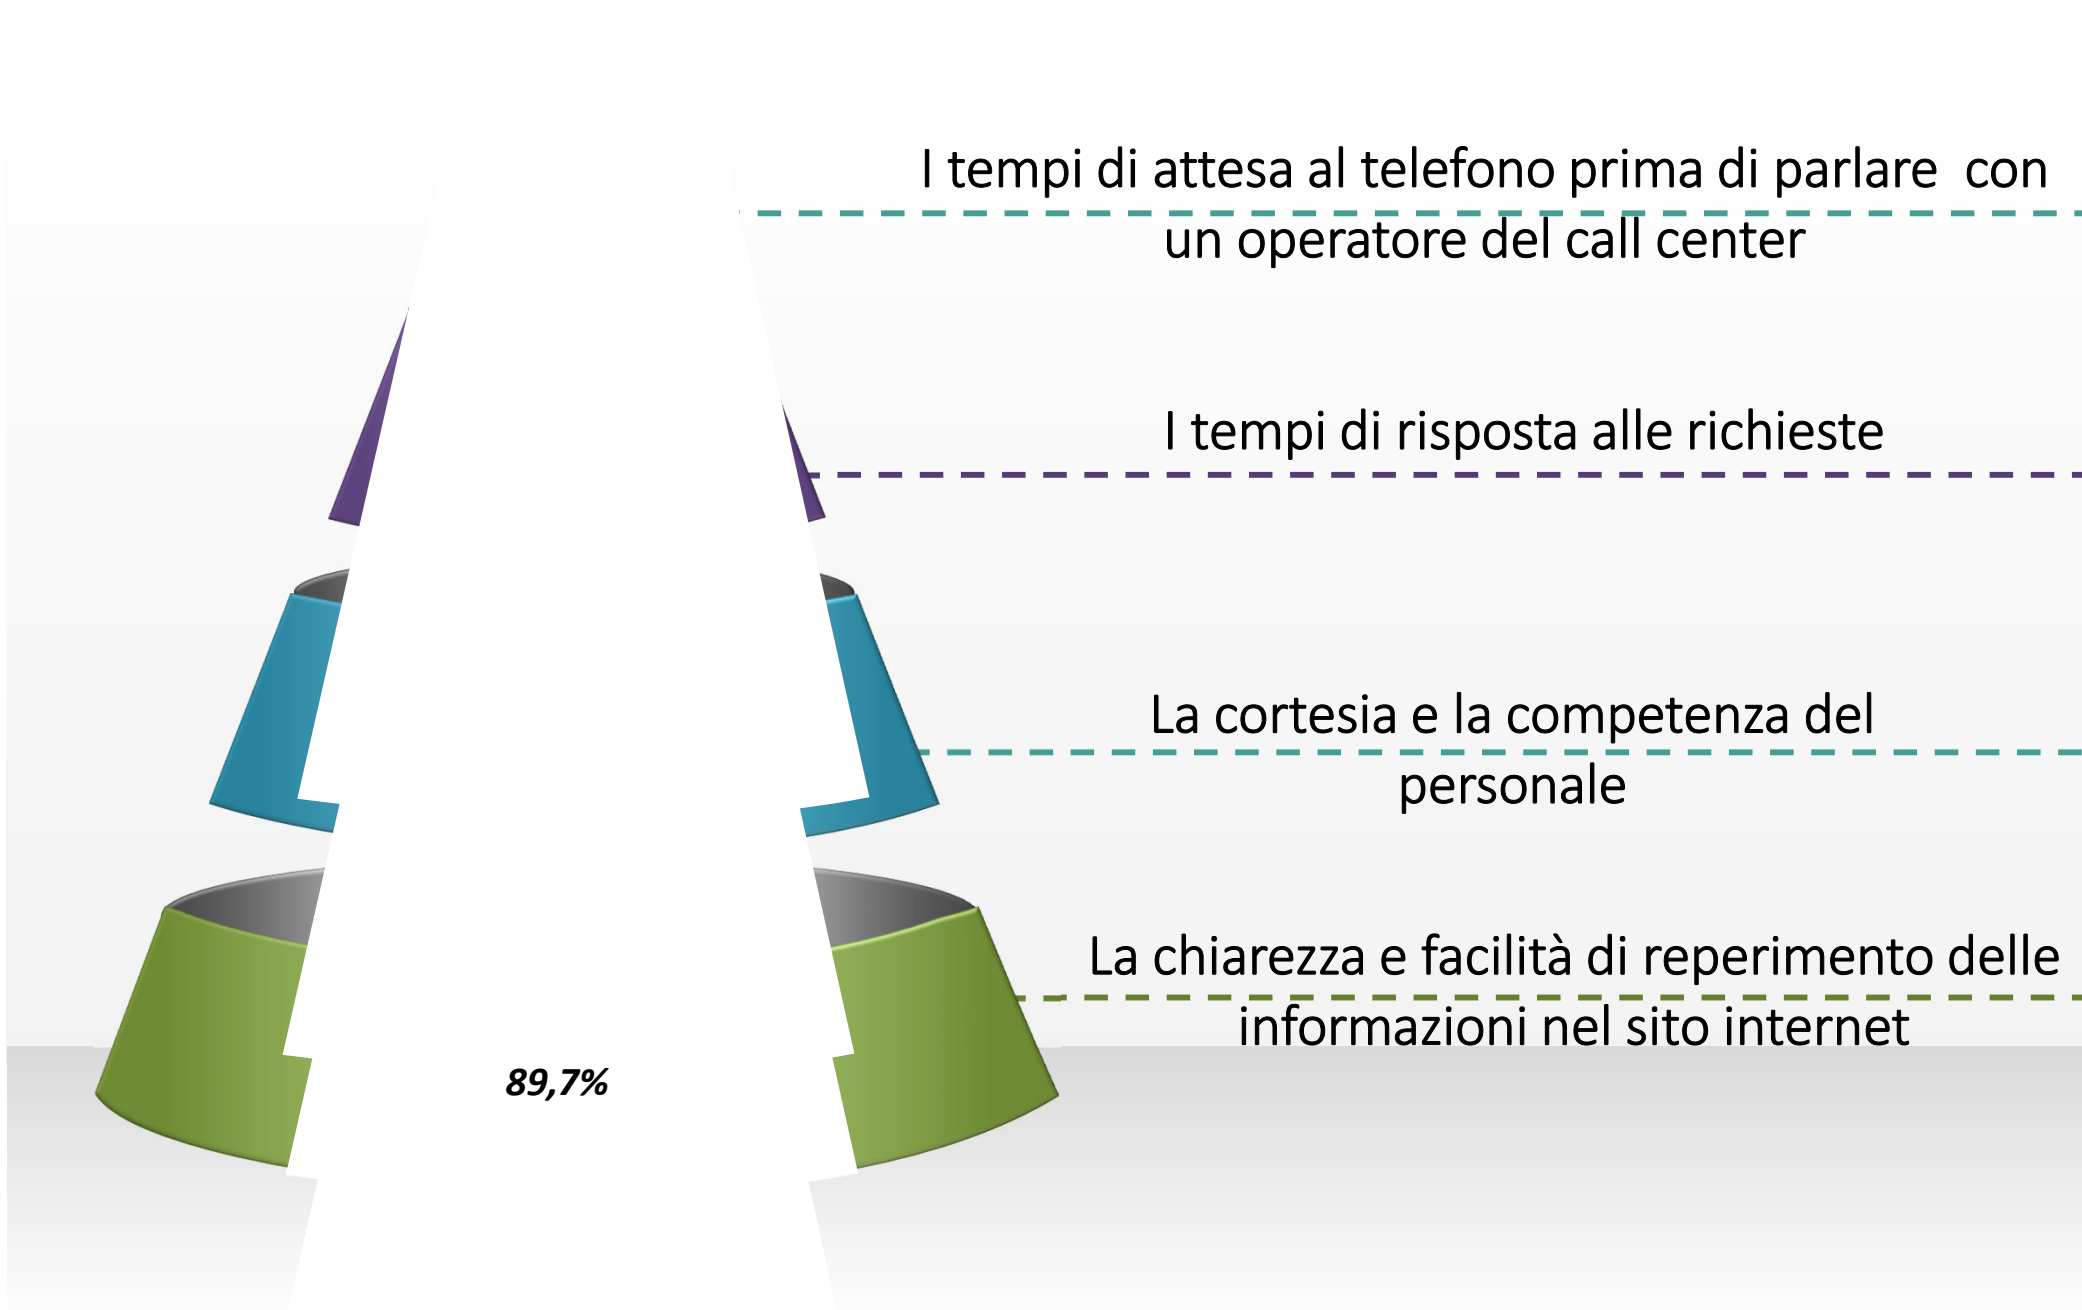 I tempi di attesa al telefono prima di parlare  con
un operatore del call center
I tempi di risposta alle richieste
La cortesia e la competenza del
personale
La chiarezza e facilità di reperimento delle
informazioni nel sito internet
89,7%